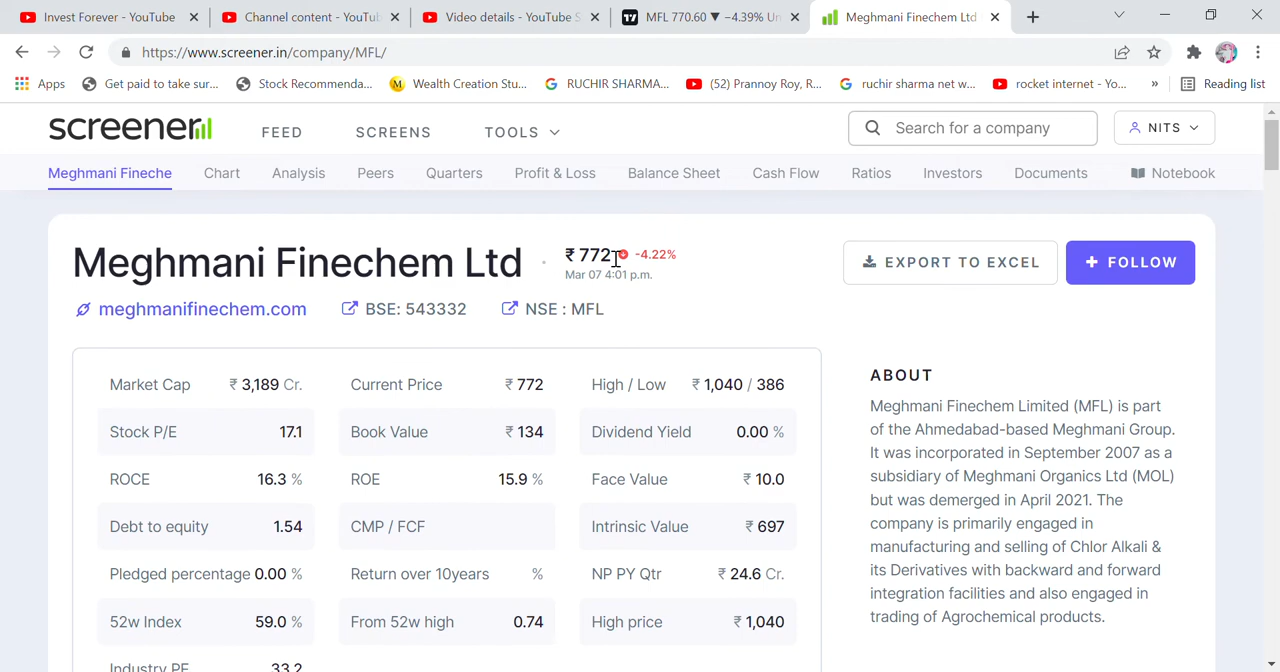 Invest Forever - YouTube
Channel content - YouTub
Video details - YouTube S
MFL 770.60 ▼ −4.39% Un
Meghmani Finechem Ltd
https://www.screener.in/company/MFL/
Apps
Get paid to take sur...
Stock Recommenda...
Wealth Creation Stu...
RUCHIR SHARMA...
(52) Prannoy Roy, R...
ruchir sharma net w...
rocket internet - Yo...
»
Reading list
screener
FEED
SCREENS
TOOLS
Search for a company
NITS
Meghmani Fineche
Chart
Analysis
Peers
Quarters
Profit & Loss
Balance Sheet
Cash Flow
Ratios
Investors
Documents
Notebook
Meghmani Finechem Ltd
₹ 772
-4.22%
Mar 07 4:01 p.m.
EXPORT TO EXCEL
FOLLOW
meghmanifinechem.com
BSE: 543332
NSE : MFL
Market Cap ₹ 3,189 Cr.
Current Price ₹ 772
High / Low ₹ 1,040 / 386
Stock P/E 17.1
Book Value ₹ 134
Dividend Yield 0.00 %
ROCE 16.3 %
ROE 15.9 %
Face Value ₹ 10.0
Debt to equity 1.54
CMP / FCF
Intrinsic Value ₹ 697
Pledged percentage 0.00 %
Return over 10years %
NP PY Qtr ₹ 24.6 Cr.
52w Index 59.0 %
From 52w high 0.74
High price ₹ 1,040
Industry PE 33.2
ABOUT
Meghmani Finechem Limited (MFL) is part
of the Ahmedabad-based Meghmani Group.
It was incorporated in September 2007 as a
subsidiary of Meghmani Organics Ltd (MOL)
but was demerged in April 2021. The
company is primarily engaged in
manufacturing and selling of Chlor Alkali &
its Derivatives with backward and forward
integration facilities and also engaged in
trading of Agrochemical products.